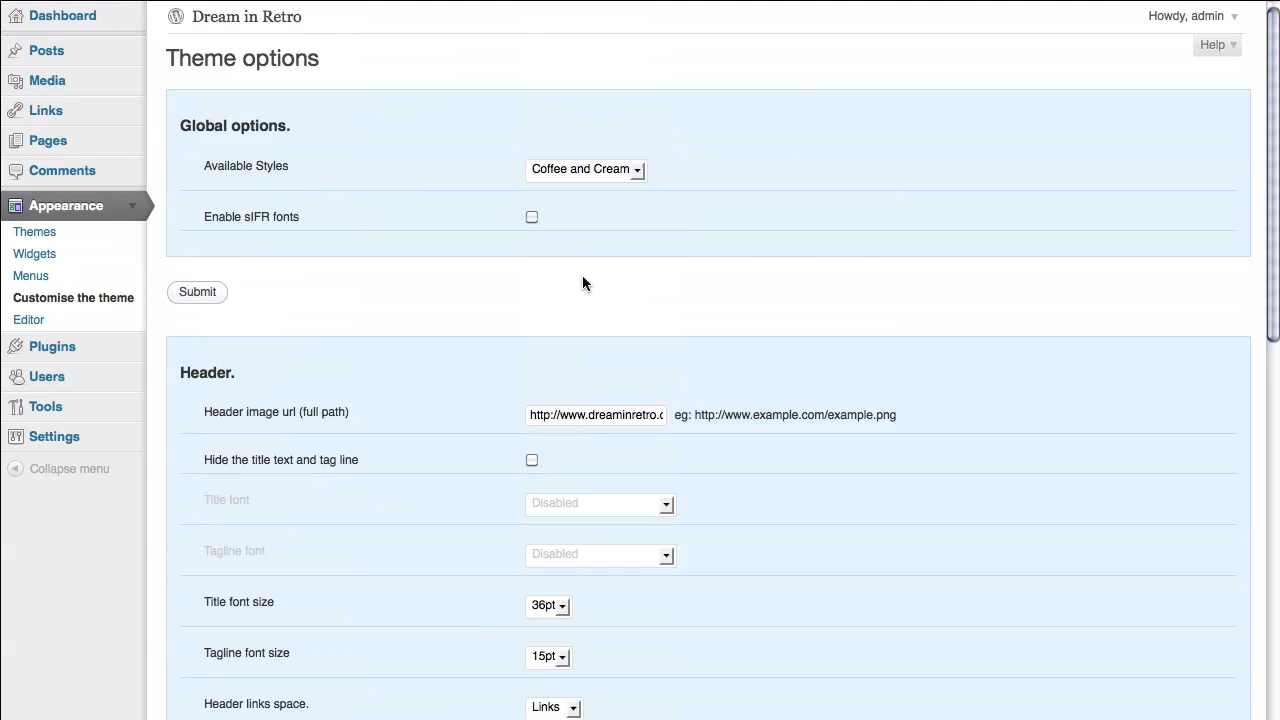 Dashboard
Posts
Media
Links
Pages
Comments
Appearance
Themes
Widgets
Menus
Customise the theme
Editor
Plugins
Users
Tools
Settings
Collapse menu
Dream in Retro
Howdy, admin
Help
Theme options
Global options.
Available Styles Coffee and Cream
Enable sIFR fonts
Submit
Header.
Header image url (full path) http://www.dreaminretro.c eg: http://www.example.com/example.png
Hide the title text and tag line
Title font Disabled
Tagline font Disabled
Title font size 36pt
Tagline font size 15pt
Header links space. Links